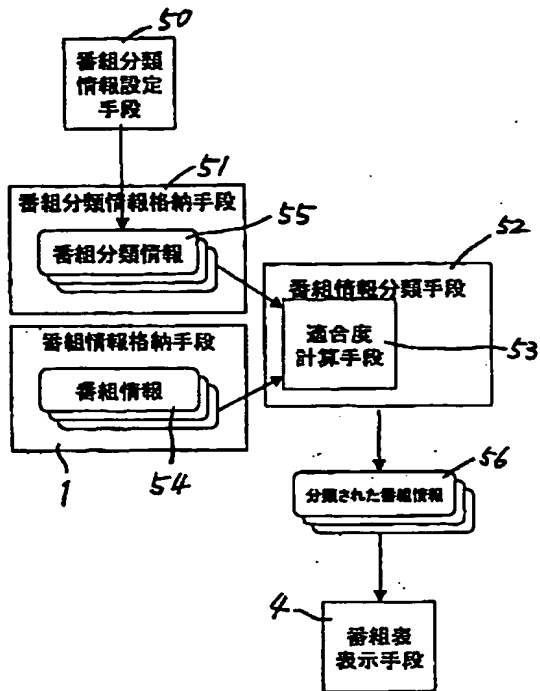 50
番組分類
情報設定
手段
51
番組分類情報格納手段
55
番組分類情報
52
番組情報分類手段
適合度
計算手段
53
番組情報格納手段
番組情報
1
54
56
分類された番組情報
4
番組表
表示手段